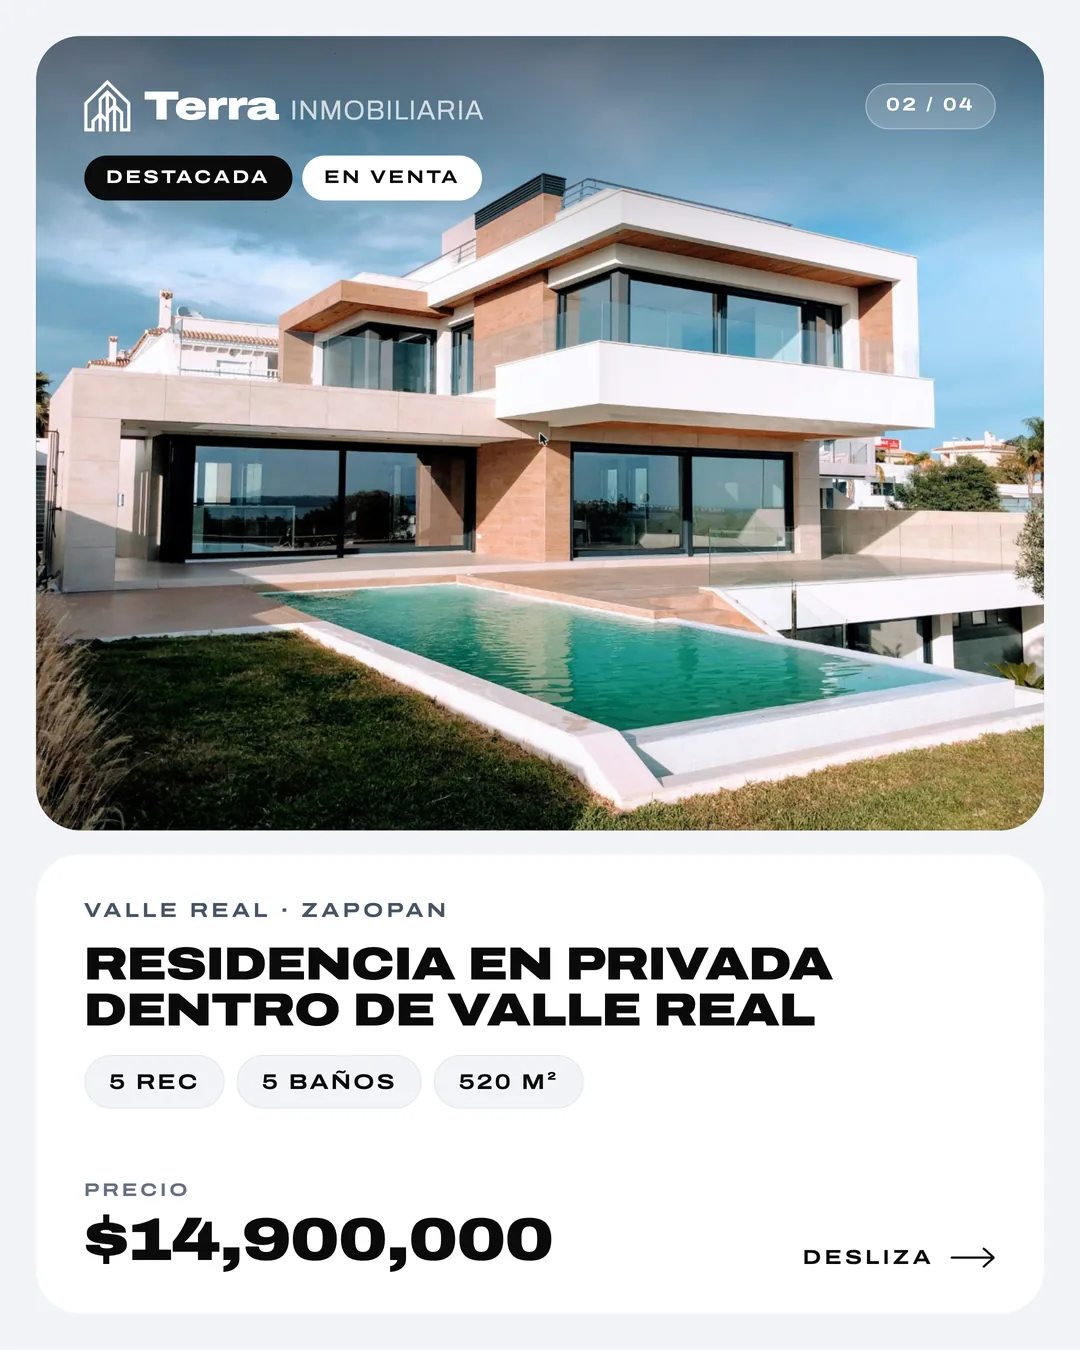 Terra INMOBILIARIA
02 / 04
DESTACADA
EN VENTA
VALLE REAL · ZAPOPAN
RESIDENCIA EN PRIVADA
DENTRO DE VALLE REAL
5 REC
5 BAÑOS
520 M²
PRECIO
$14,900,000
DESLIZA